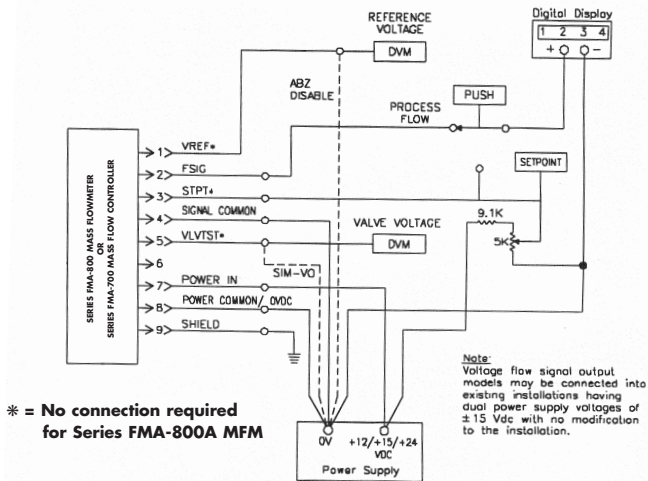 REFERENCE
VOLTAGE
DVM
Digital Display
1 2 3 4
+ -
ABZ
DISABLE
PUSH
PROCESS
FLOW
SERIES FMA-800 MASS FLOWMETER
OR
SERIES FMA-700 MASS FLOW CONTROLLER
1 VREF*
2 FSIG
3 STPT*
4 SIGNAL COMMON
5 VLVTST*
6
7 POWER IN
8 POWER COMMON/ 0VDC
9 SHIELD
SETPOINT
9.1K
5K
VALVE VOLTAGE
DVM
SIM-VO
Note:
Voltage flow signal output
models may be connected into
existing installations having
dual power supply voltages of
±15 Vdc with no modification
to the installation.
* = No connection required
for Series FMA-800A MFM
0V +12/+15/+24
VDC
Power Supply